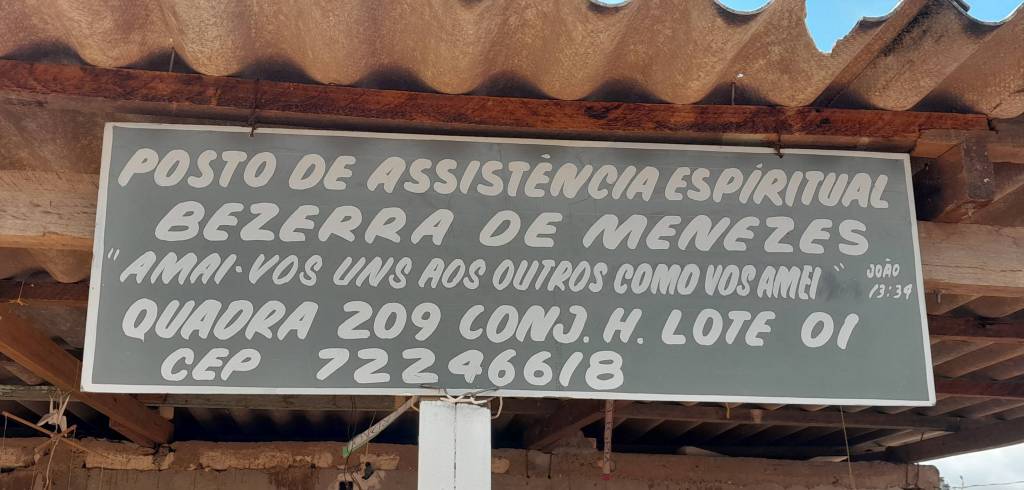 POSTO DE ASSISTÊNCIA ESPÍRITUAL
BEZERRA DE MENEZES
"AMAI-VOS UNS AOS OUTROS COMO VOS AMEI" JOÃO 13:34
QUADRA 209 CONJ. H. LOTE 01
CEP 72246618